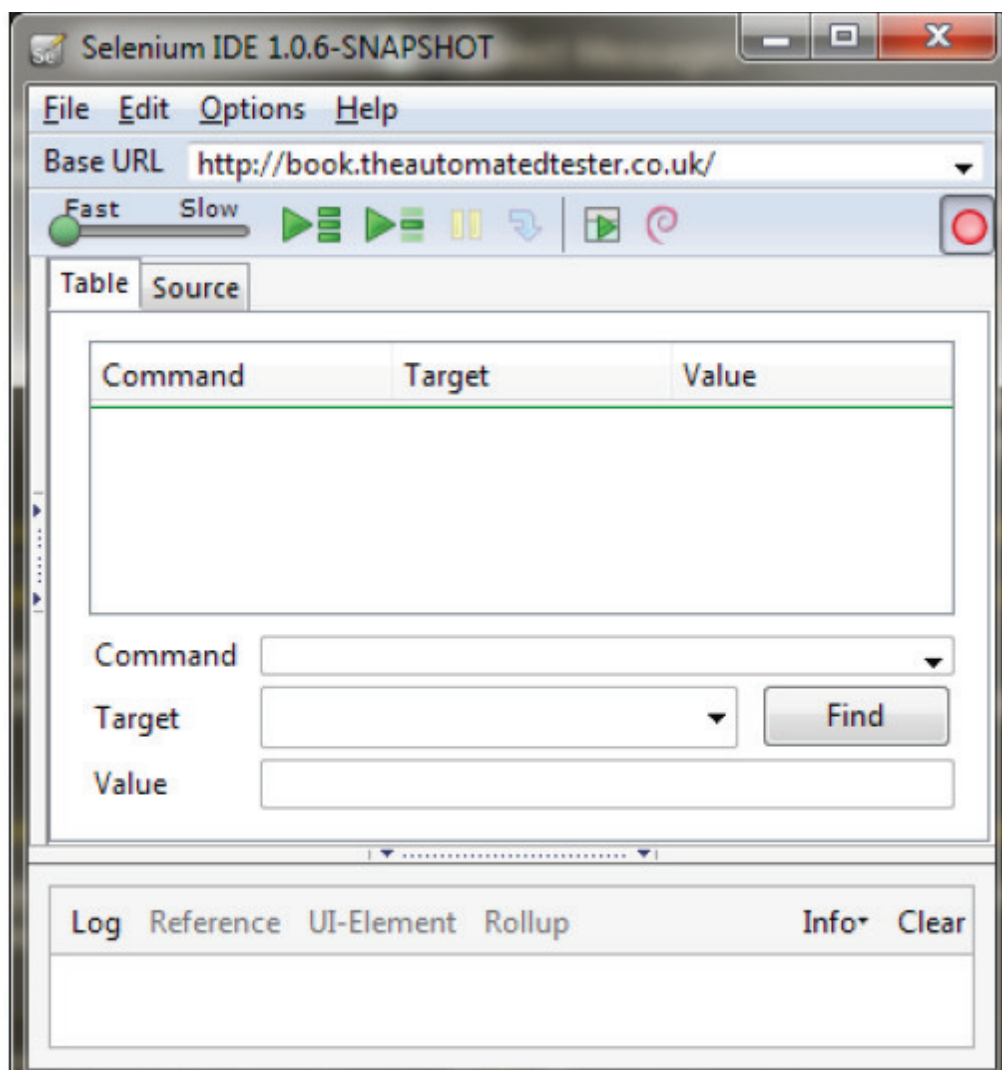 Selenium IDE 1.0.6-SNAPSHOT
File Edit Options Help
Base URL http://book.theautomatedtester.co.uk/
Fast Slow
Table Source
Command Target Value
Command
Target Find
Value
Log Reference UI-Element Rollup Info Clear